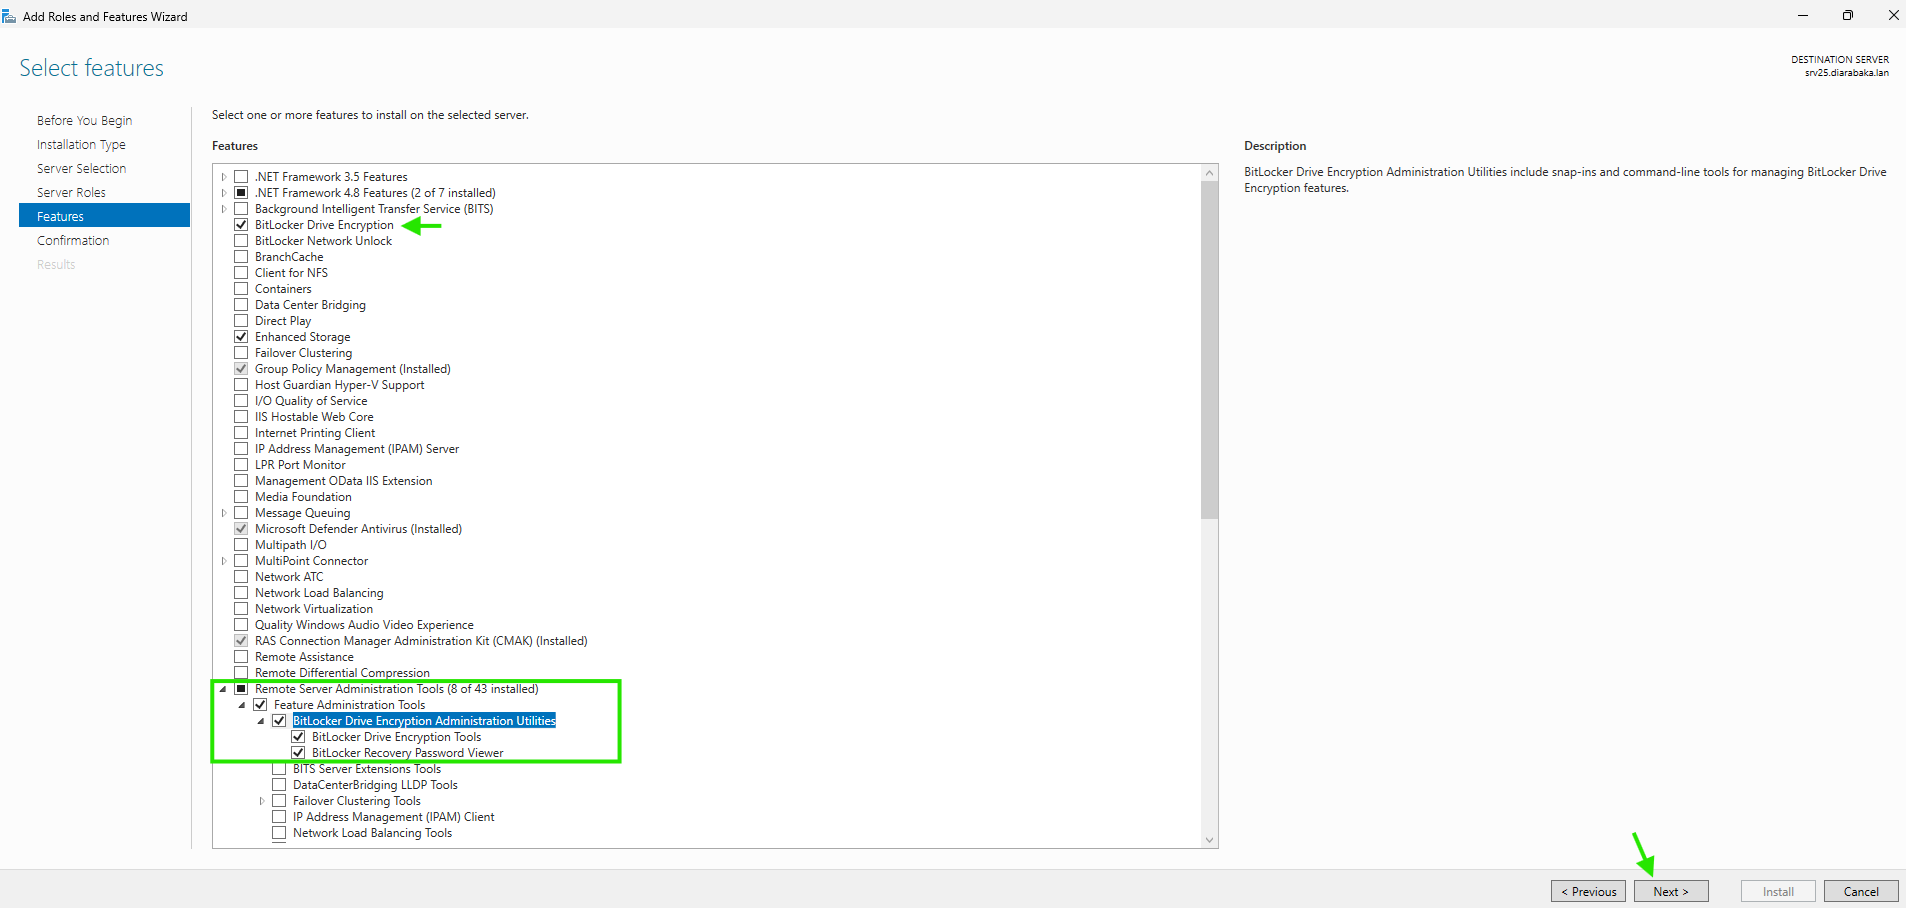 Add Roles and Features Wizard
Select features
DESTINATION SERVER
srv25.diarabaka.lan
Before You Begin
Installation Type
Server Selection
Server Roles
Features
Confirmation
Results
Select one or more features to install on the selected server.
Features
.NET Framework 3.5 Features
.NET Framework 4.8 Features (2 of 7 installed)
Background Intelligent Transfer Service (BITS)
BitLocker Drive Encryption
BitLocker Network Unlock
BranchCache
Client for NFS
Containers
Data Center Bridging
Direct Play
Enhanced Storage
Failover Clustering
Group Policy Management (Installed)
Host Guardian Hyper-V Support
I/O Quality of Service
IIS Hostable Web Core
Internet Printing Client
IP Address Management (IPAM) Server
LPR Port Monitor
Management OData IIS Extension
Media Foundation
Message Queuing
Microsoft Defender Antivirus (Installed)
Multipath I/O
MultiPoint Connector
Network ATC
Network Load Balancing
Network Virtualization
Quality Windows Audio Video Experience
RAS Connection Manager Administration Kit (CMAK) (Installed)
Remote Assistance
Remote Differential Compression
Remote Server Administration Tools (8 of 43 installed)
Feature Administration Tools
BitLocker Drive Encryption Administration Utilities
BitLocker Drive Encryption Tools
BitLocker Recovery Password Viewer
BITS Server Extensions Tools
DataCenterBridging LLDP Tools
Failover Clustering Tools
IP Address Management (IPAM) Client
Network Load Balancing Tools
Description
BitLocker Drive Encryption Administration Utilities include snap-ins and command-line tools for managing BitLocker Drive
Encryption features.
< Previous
Next >
Install
Cancel